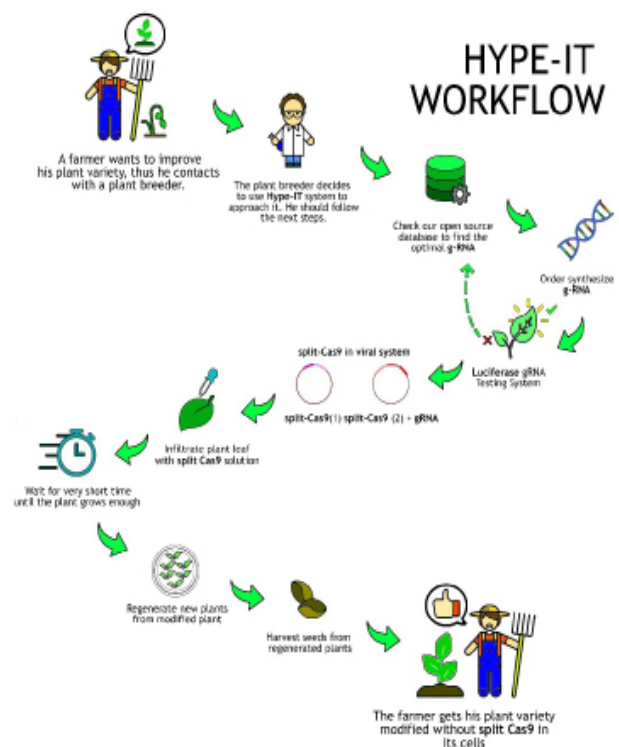 HYPE-IT
WORKFLOW
A farmer wants to improve
his plant variety, thus he contacts
with a plant breeder.
The plant breeder decides
to use Hype-IT system to
approach it. He should follow
the next steps.
Check our open source
database to find the
optimal g-RNA
Order synthesize
g-RNA
Luciferase gRNA
Testing System
split-Cas9 in viral system
split-Cas9(1) split-Cas9 (2) + gRNA
Infiltrate plant leaf
with split Cas9 solution
Wait for very short time
until the plant grows enough
Regenerate new plants
from modified plant
Harvest seeds from
regenerated plants
The farmer gets his plant variety
modified without split Cas9 in
its cells